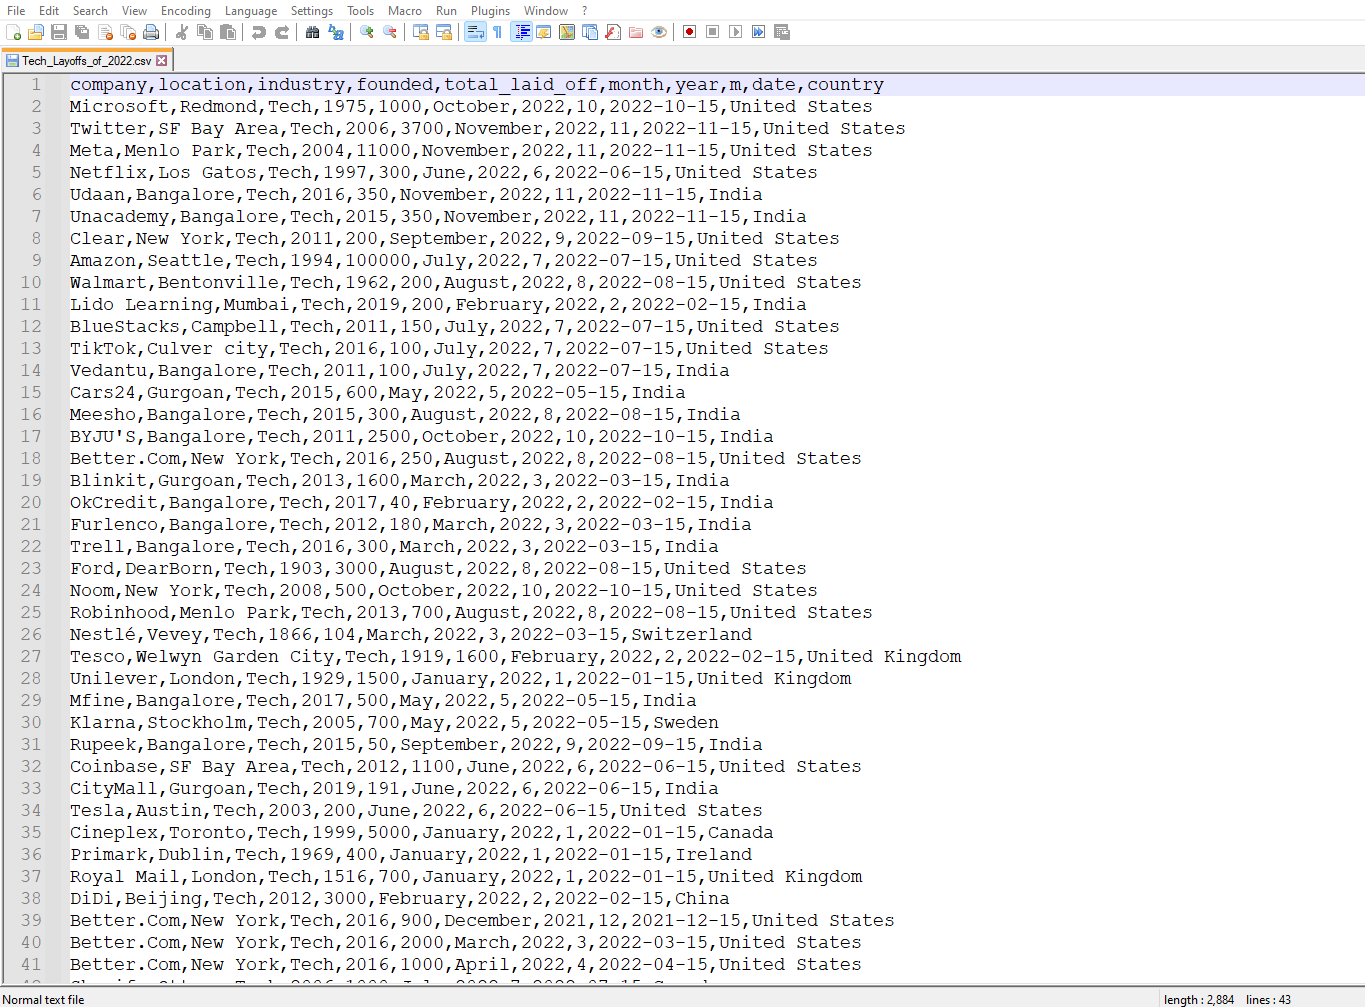 File Edit Search View Encoding Language Settings Tools Macro Run Plugins Window ?
Tech_Layoffs_of_2022.csv
1 company,location,industry,founded,total_laid_off,month,year,m,date,country
2 Microsoft,Redmond,Tech,1975,1000,October,2022,10,2022-10-15,United States
3 Twitter,SF Bay Area,Tech,2006,3700,November,2022,11,2022-11-15,United States
4 Meta,Menlo Park,Tech,2004,11000,November,2022,11,2022-11-15,United States
5 Netflix,Los Gatos,Tech,1997,300,June,2022,6,2022-06-15,United States
6 Udaan,Bangalore,Tech,2016,350,November,2022,11,2022-11-15,India
7 Unacademy,Bangalore,Tech,2015,350,November,2022,11,2022-11-15,India
8 Clear,New York,Tech,2011,200,September,2022,9,2022-09-15,United States
9 Amazon,Seattle,Tech,1994,100000,July,2022,7,2022-07-15,United States
10 Walmart,Bentonville,Tech,1962,200,August,2022,8,2022-08-15,United States
11 Lido Learning,Mumbai,Tech,2019,200,February,2022,2,2022-02-15,India
12 BlueStacks,Campbell,Tech,2011,150,July,2022,7,2022-07-15,United States
13 TikTok,Culver city,Tech,2016,100,July,2022,7,2022-07-15,United States
14 Vedantu,Bangalore,Tech,2011,100,July,2022,7,2022-07-15,India
15 Cars24,Gurgoan,Tech,2015,600,May,2022,5,2022-05-15,India
16 Meesho,Bangalore,Tech,2015,300,August,2022,8,2022-08-15,India
17 BYJU'S,Bangalore,Tech,2011,2500,October,2022,10,2022-10-15,India
18 Better.Com,New York,Tech,2016,250,August,2022,8,2022-08-15,United States
19 Blinkit,Gurgoan,Tech,2013,1600,March,2022,3,2022-03-15,India
20 OkCredit,Bangalore,Tech,2017,40,February,2022,2,2022-02-15,India
21 Furlenco,Bangalore,Tech,2012,180,March,2022,3,2022-03-15,India
22 Trell,Bangalore,Tech,2016,300,March,2022,3,2022-03-15,India
23 Ford,DearBorn,Tech,1903,3000,August,2022,8,2022-08-15,United States
24 Noom,New York,Tech,2008,500,October,2022,10,2022-10-15,United States
25 Robinhood,Menlo Park,Tech,2013,700,August,2022,8,2022-08-15,United States
26 Nestlé,Vevey,Tech,1866,104,March,2022,3,2022-03-15,Switzerland
27 Tesco,Welwyn Garden City,Tech,1919,1600,February,2022,2,2022-02-15,United Kingdom
28 Unilever,London,Tech,1929,1500,January,2022,1,2022-01-15,United Kingdom
29 Mfine,Bangalore,Tech,2017,500,May,2022,5,2022-05-15,India
30 Klarna,Stockholm,Tech,2005,700,May,2022,5,2022-05-15,Sweden
31 Rupeek,Bangalore,Tech,2015,50,September,2022,9,2022-09-15,India
32 Coinbase,SF Bay Area,Tech,2012,1100,June,2022,6,2022-06-15,United States
33 CityMall,Gurgoan,Tech,2019,191,June,2022,6,2022-06-15,India
34 Tesla,Austin,Tech,2003,200,June,2022,6,2022-06-15,United States
35 Cineplex,Toronto,Tech,1999,5000,January,2022,1,2022-01-15,Canada
36 Primark,Dublin,Tech,1969,400,January,2022,1,2022-01-15,Ireland
37 Royal Mail,London,Tech,1516,700,January,2022,1,2022-01-15,United Kingdom
38 DiDi,Beijing,Tech,2012,3000,February,2022,2,2022-02-15,China
39 Better.Com,New York,Tech,2016,900,December,2021,12,2021-12-15,United States
40 Better.Com,New York,Tech,2016,2000,March,2022,3,2022-03-15,United States
41 Better.Com,New York,Tech,2016,1000,April,2022,4,2022-04-15,United States
Normal text file length : 2,884 lines : 43